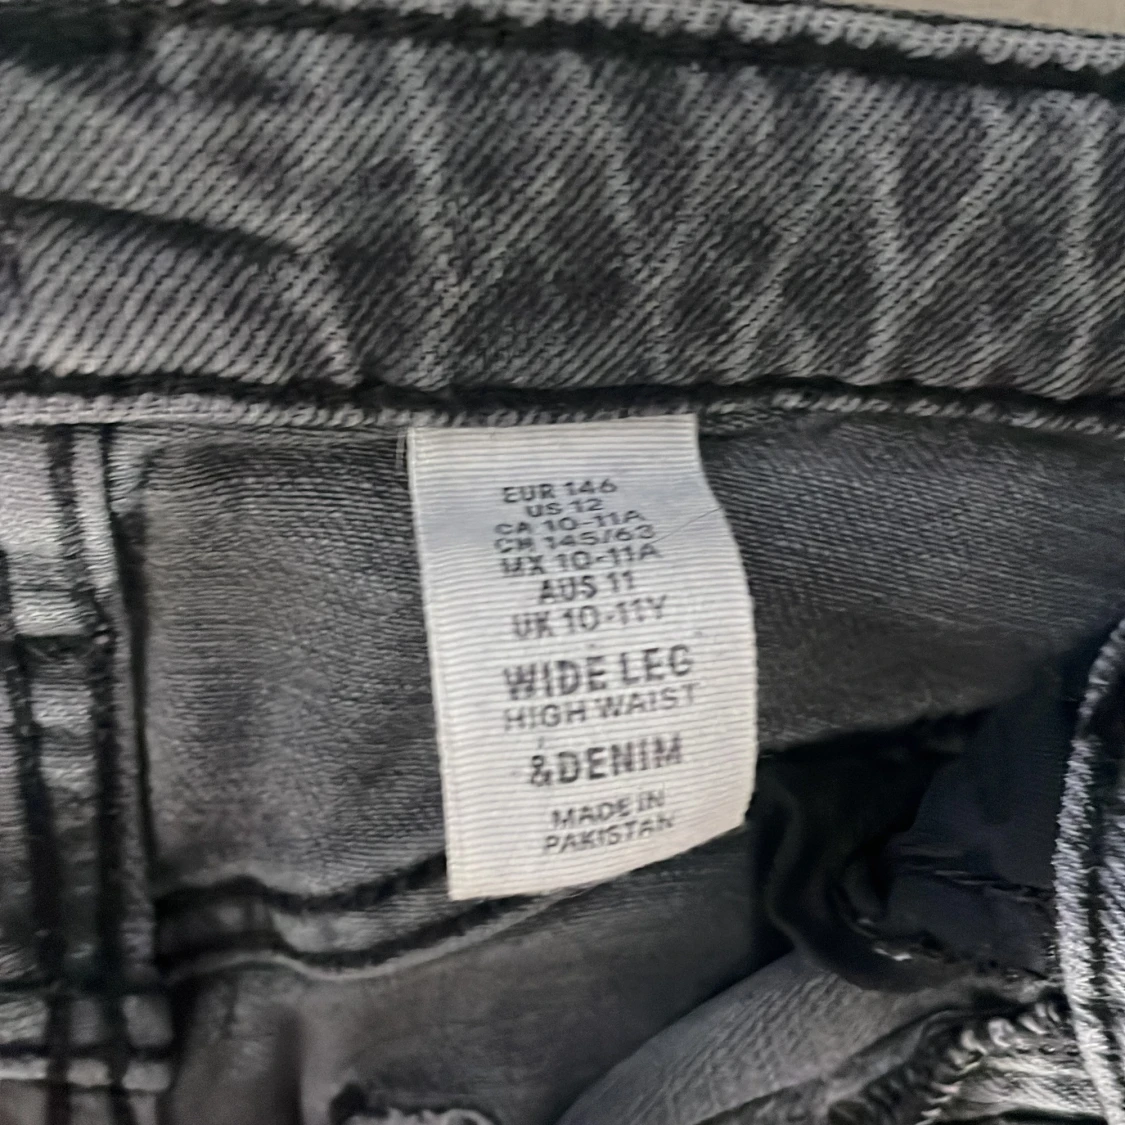 EUR 146
US 12
CA 10-11A
CN 145/63
MX 10-11A
AUS 11
UK 10-11Y
WIDE LEG
HIGH WAIST
&DENIM
MADE IN
PAKISTAN